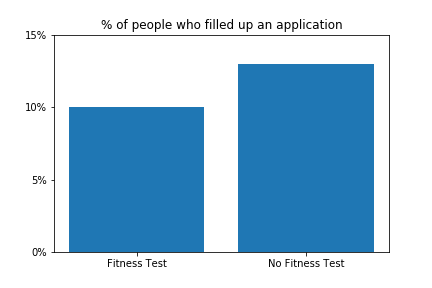 % of people who filled up an application
15%
10%
5%
0%
Fitness Test
No Fitness Test